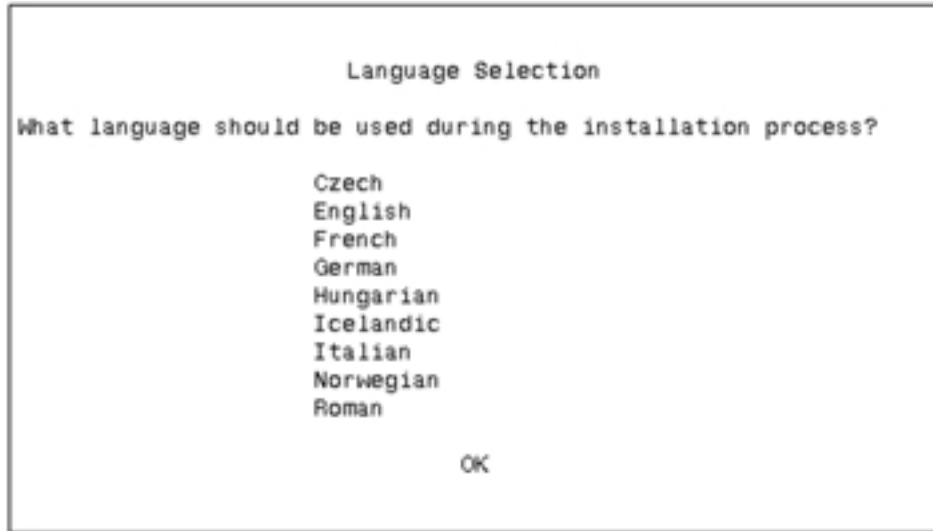 Language Selection
What language should be used during the installation process?
Czech
English
French
German
Hungarian
Icelandic
Italian
Norwegian
Roman
OK